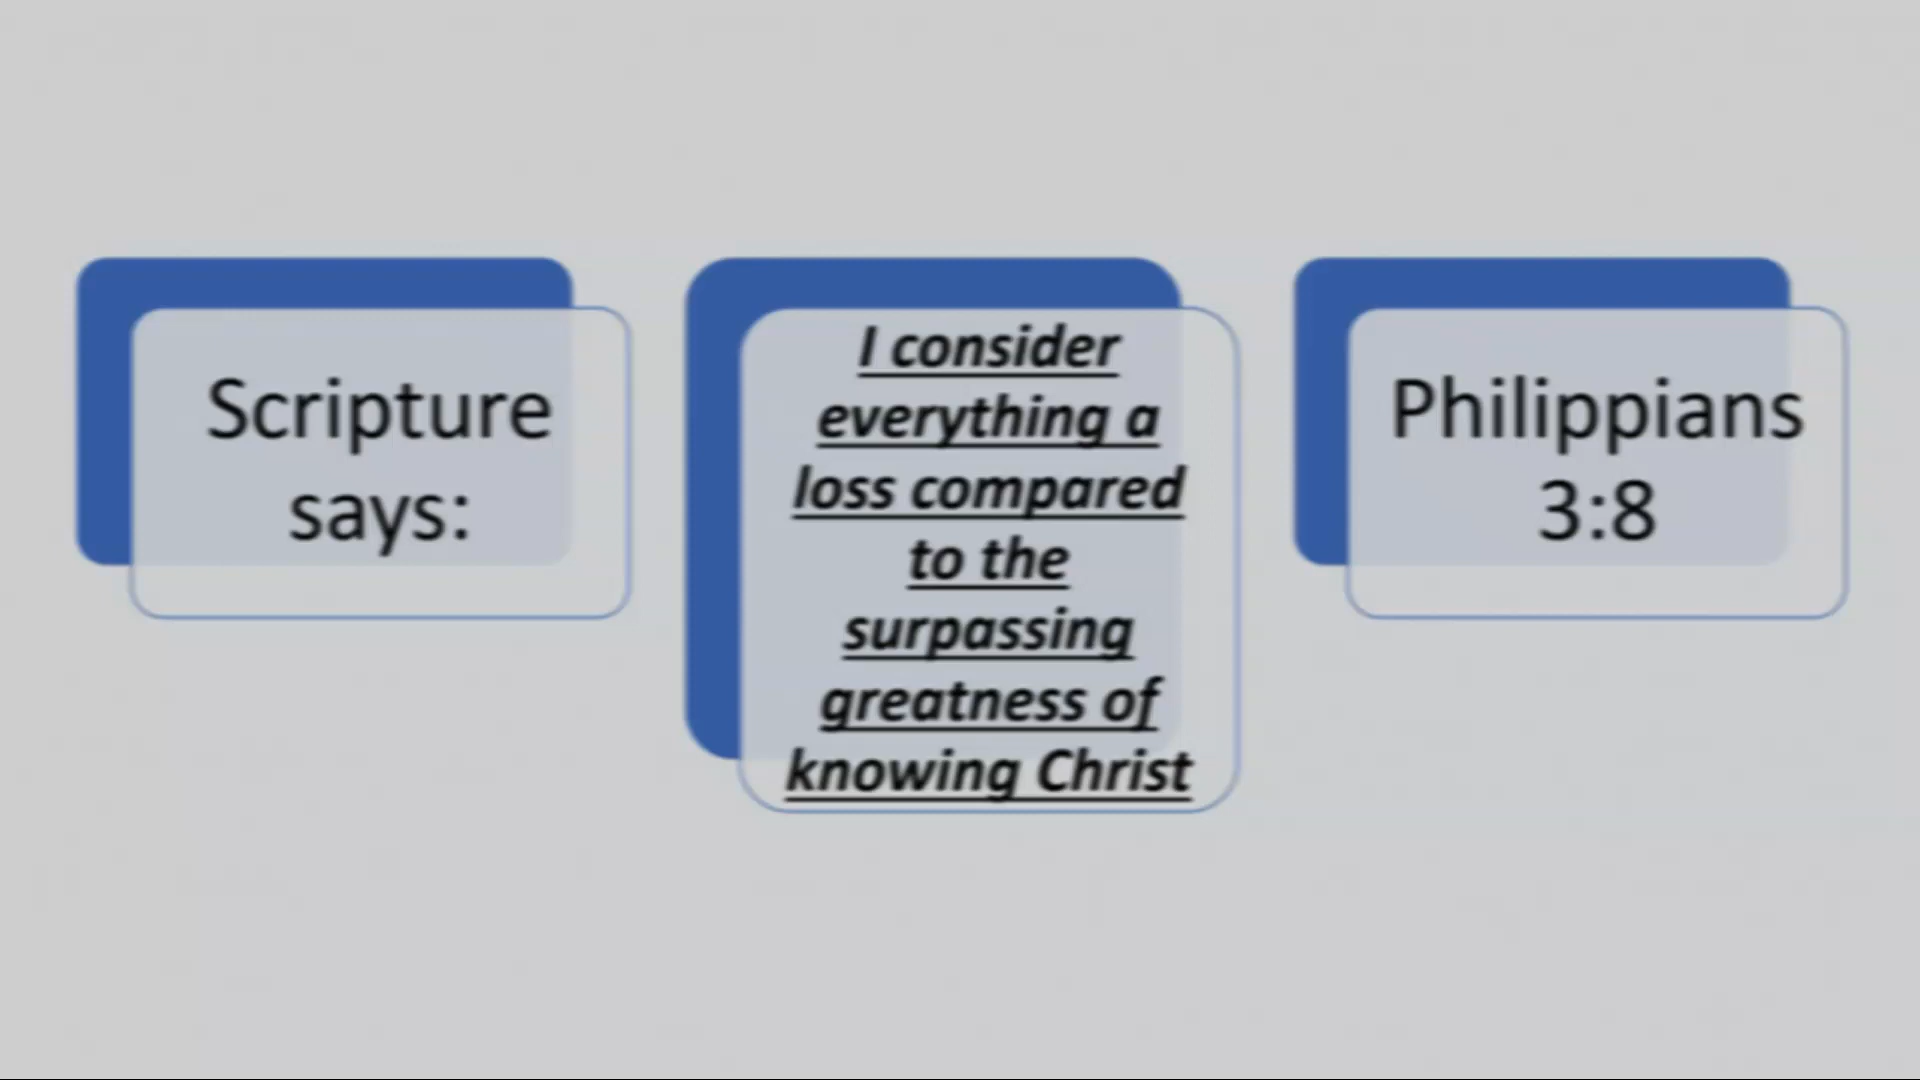 Scripture
says:
I consider
everything a
loss compared
to the
surpassing
greatness of
knowing Christ
Philippians
3:8